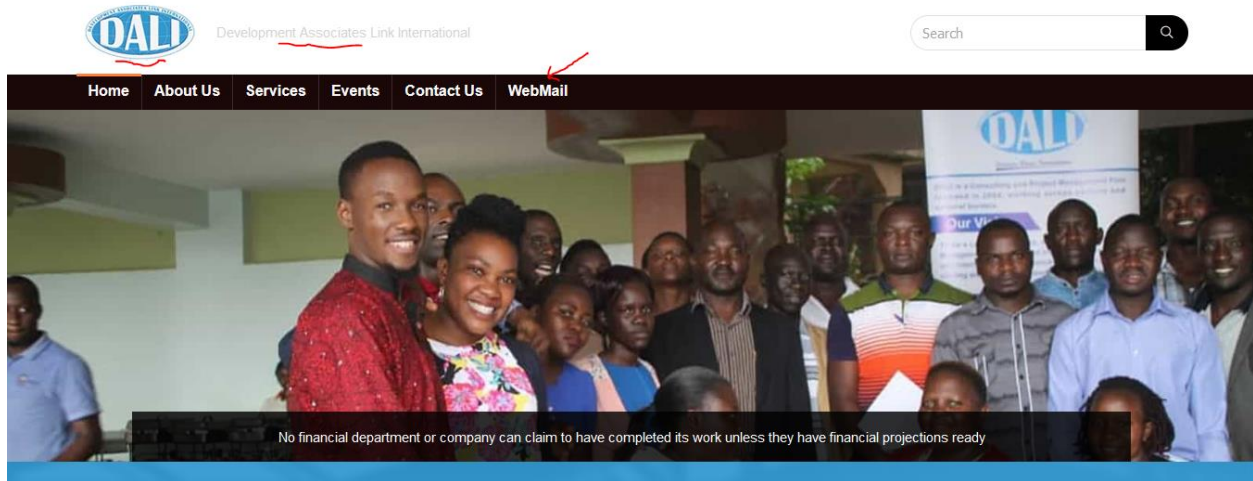 DALI
Development Associates Link International
Search
Home About Us Services Events Contact Us WebMail
DALI
Our
No financial department or company can claim to have completed its work unless they have financial projections ready